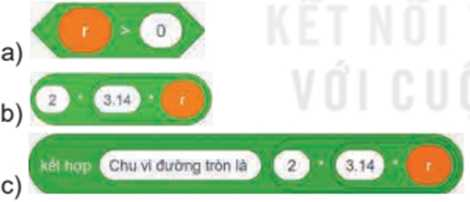 a) r > 0
b) 2 * 3.14 * r
c) kết hợp Chu vi đường tròn là 2 * 3.14 * r
KẾT NỐI
VỚI CUỘ